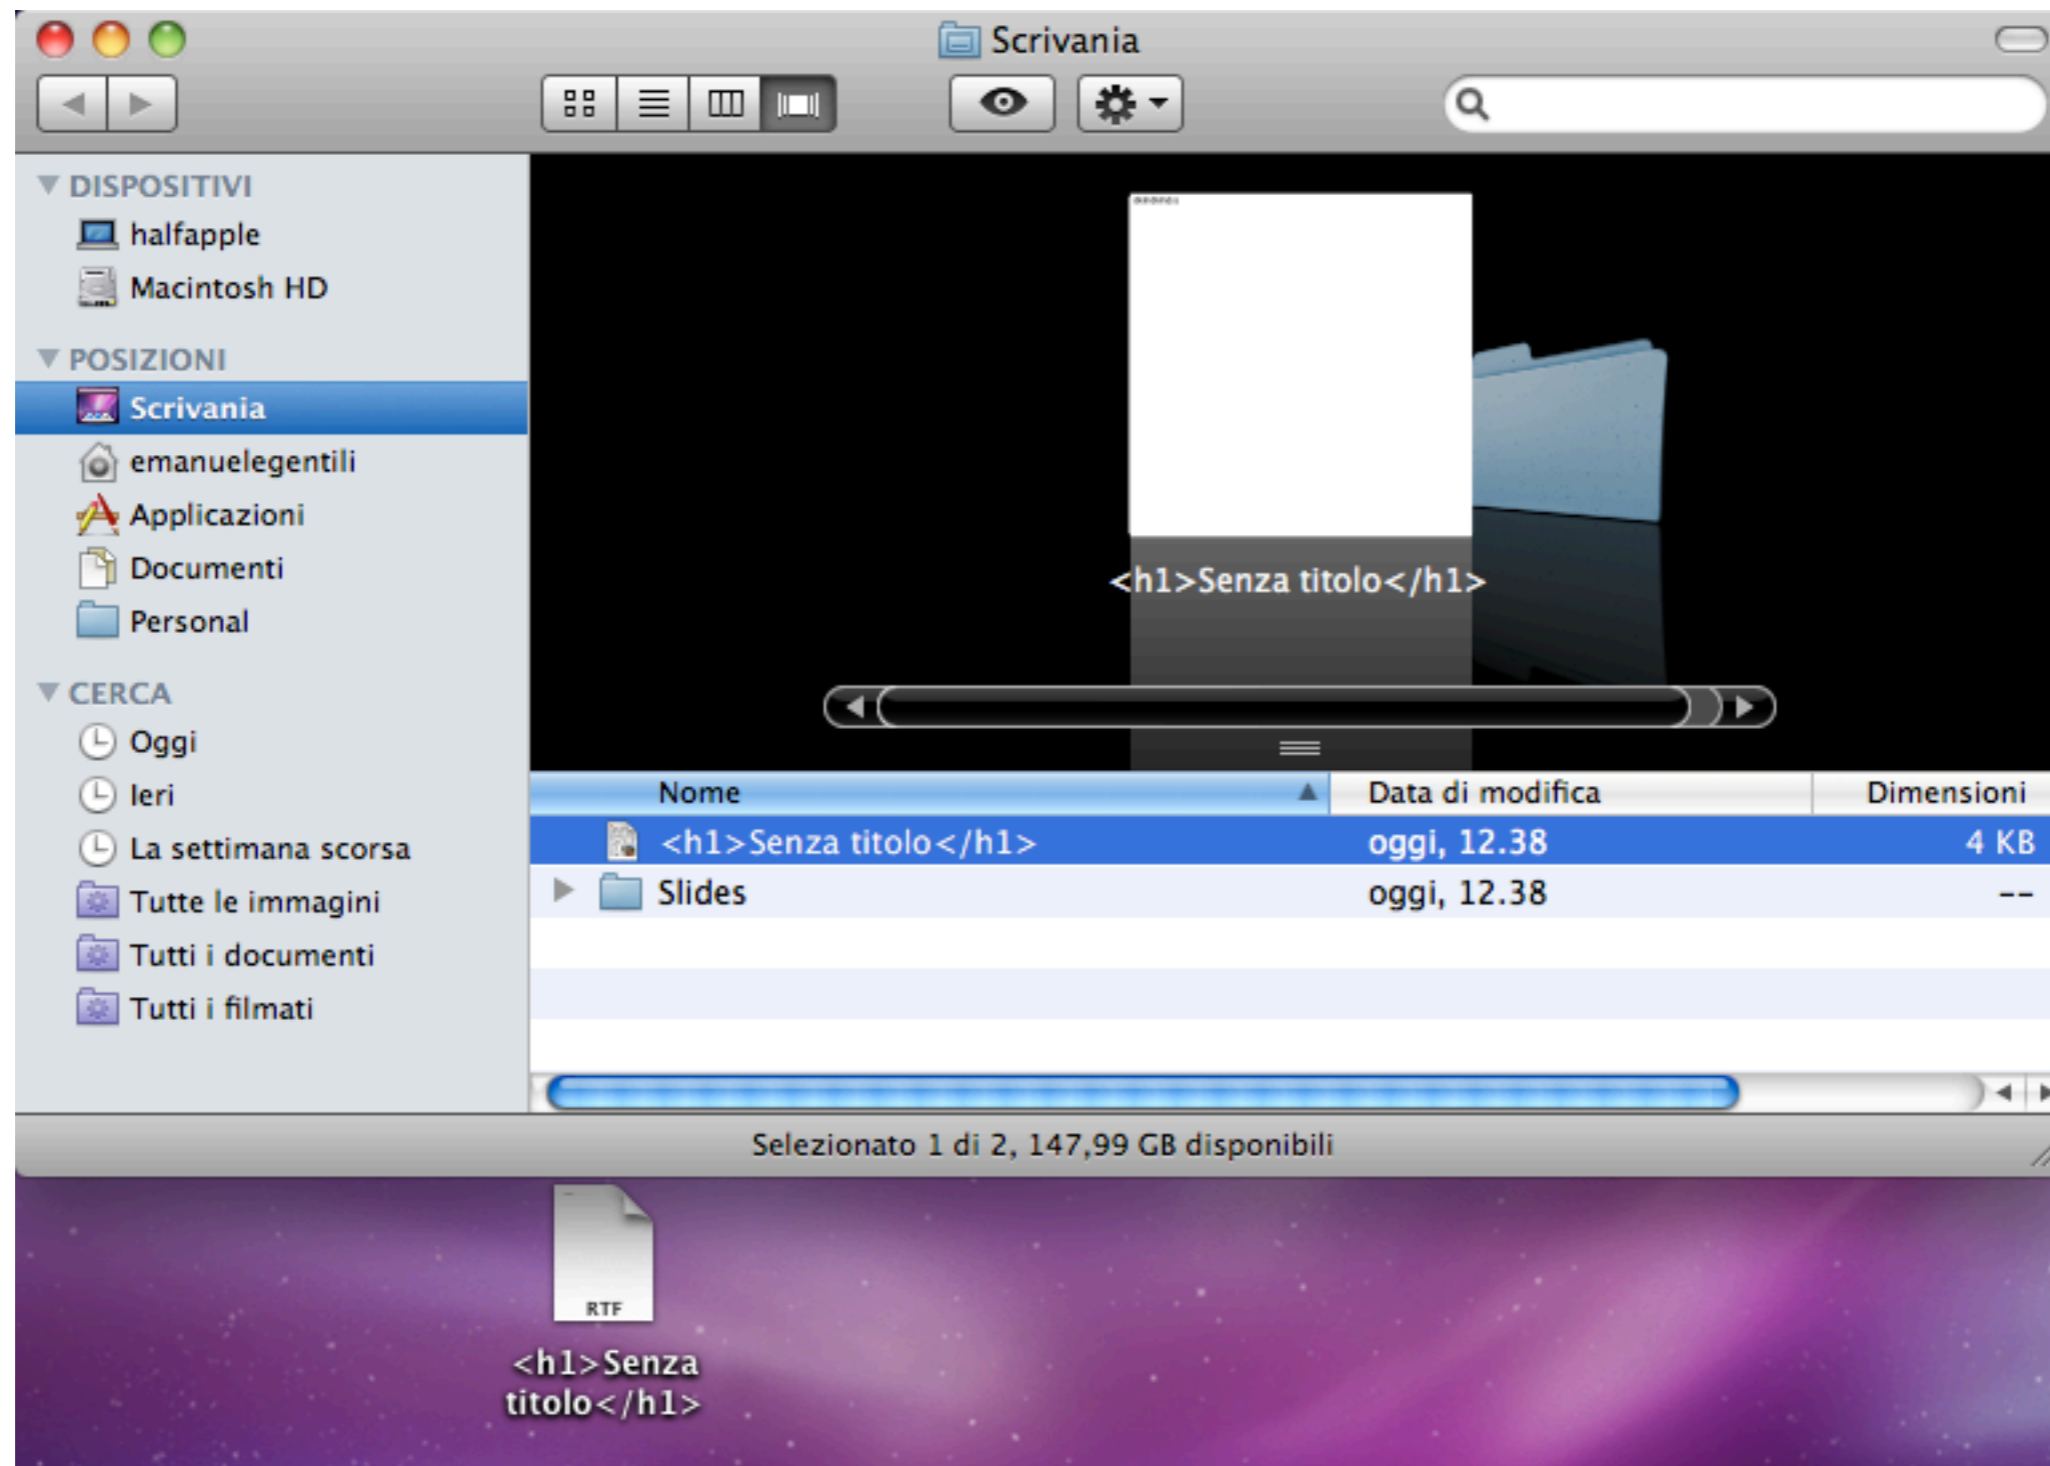 Scrivania
DISPOSITIVI
halfapple
Macintosh HD
POSIZIONI
Scrivania
emanuelegentili
Applicazioni
Documenti
Personal
CERCA
Oggi
Ieri
La settimana scorsa
Tutte le immagini
Tutti i documenti
Tutti i filmati
<h1>Senza titolo</h1>
Nome Data di modifica Dimensioni
<h1>Senza titolo</h1> oggi, 12.38 4 KB
Slides oggi, 12.38 --
Selezionato 1 di 2, 147,99 GB disponibili
RTF
<h1>Senza
titolo</h1>